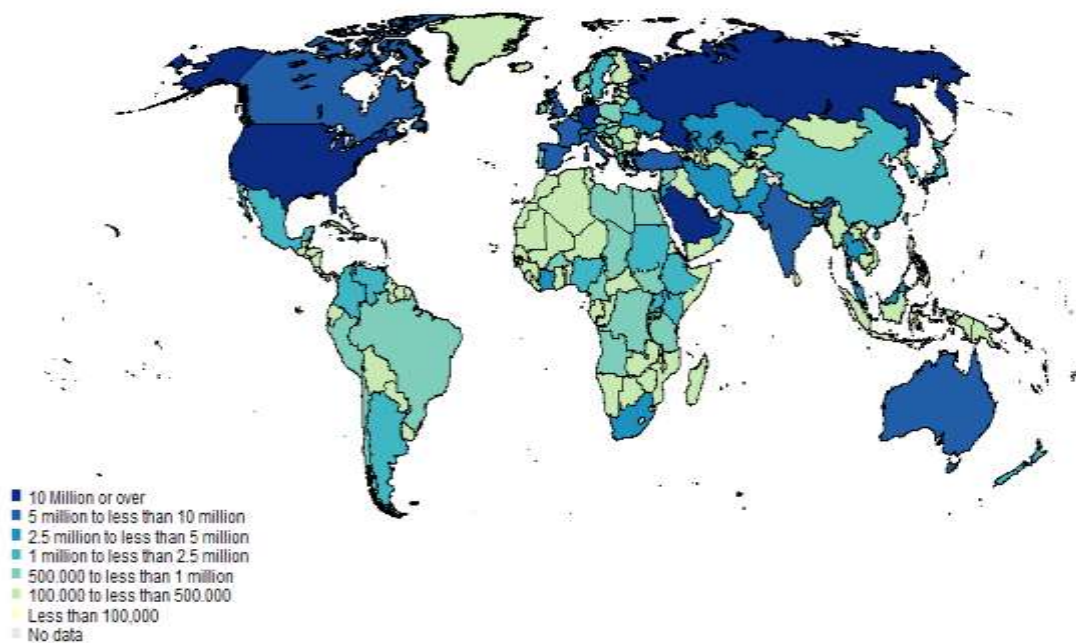 10 Million or over
5 million to less than 10 million
2.5 million to less than 5 million
1 million to less than 2.5 million
500.000 to less than 1 million
100.000 to less than 500.000
Less than 100,000
No data